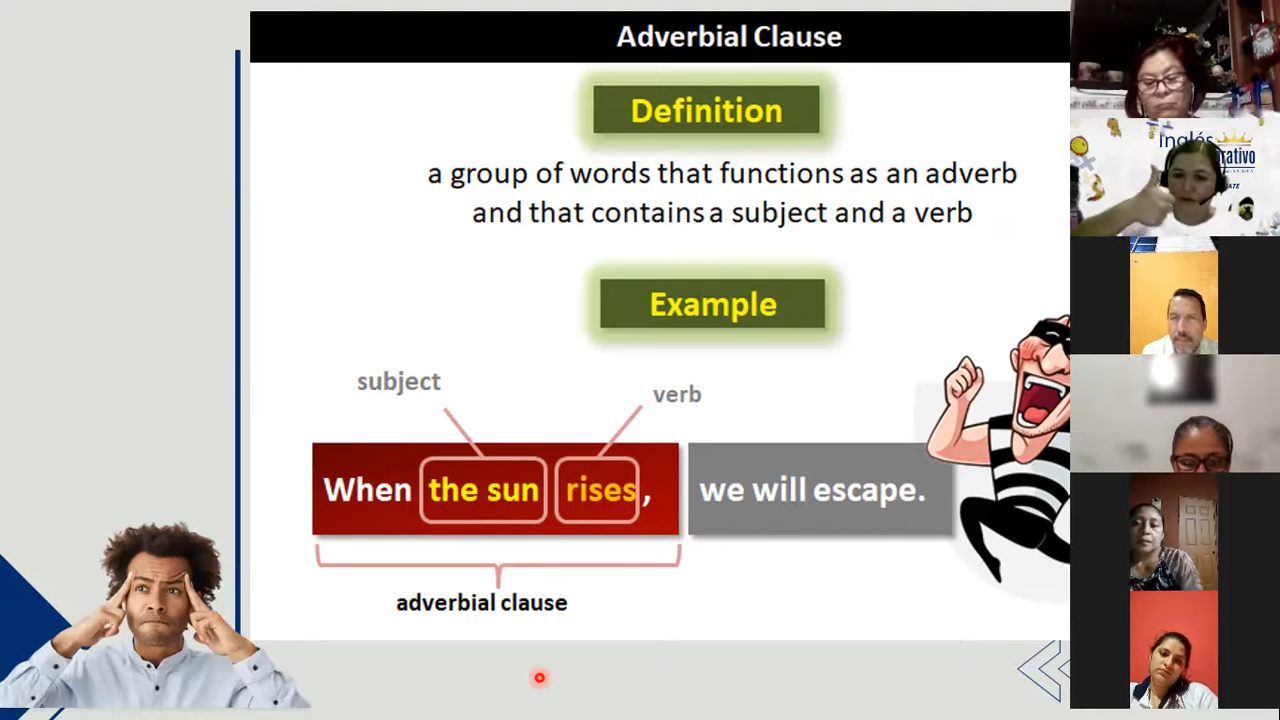 Adverbial Clause
Definition
a group of words that functions as an adverb
and that contains a subject and a verb
Example
subject
verb
When the sun rises,
we will escape.
adverbial clause
Inglés